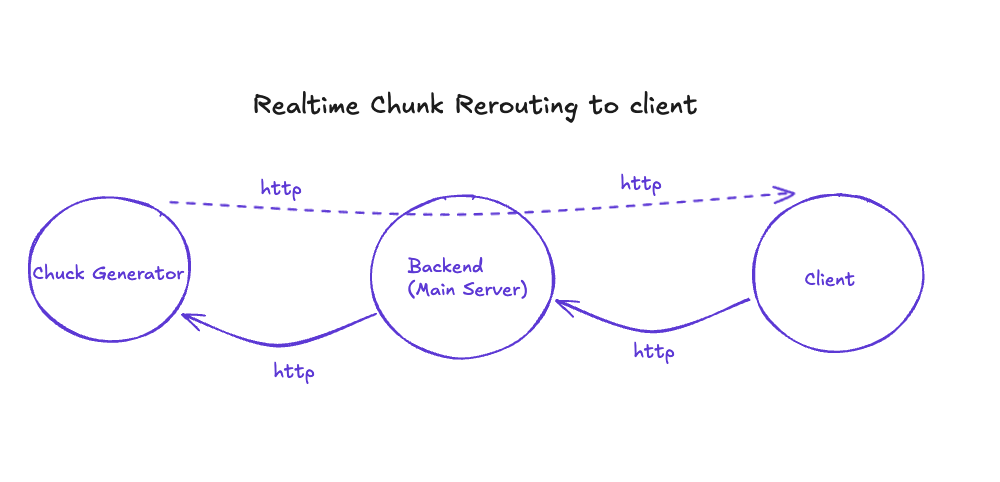 Realtime Chunk Rerouting to client
http
http
Chuck Generator
Backend
(Main Server)
Client
http
http